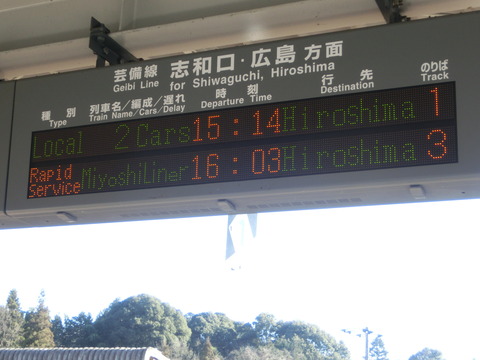 芸備線 志和口・広島 方面
Geibi Line for Shiwaguchi, Hiroshima
種別 列車名／編成／遅れ 時刻 行先 のりば
Type Train Name/Cars/Delay Departure Time Destination Track
Local 2 Cars 15:14 Hiroshima 1
Rapid Service MiyoshiLiner 16:03 Hiroshima 3